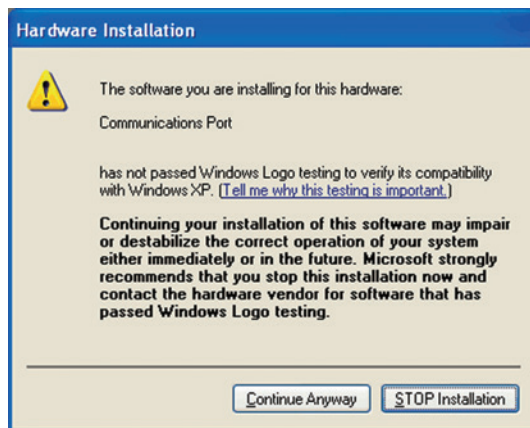 Hardware Installation
The software you are installing for this hardware:
Communications Port
has not passed Windows Logo testing to verify its compatibility
with Windows XP. (Tell me why this testing is important.)
Continuing your installation of this software may impair
or destabilize the correct operation of your system
either immediately or in the future. Microsoft strongly
recommends that you stop this installation now and
contact the hardware vendor for software that has
passed Windows Logo testing.
Continue Anyway STOP Installation